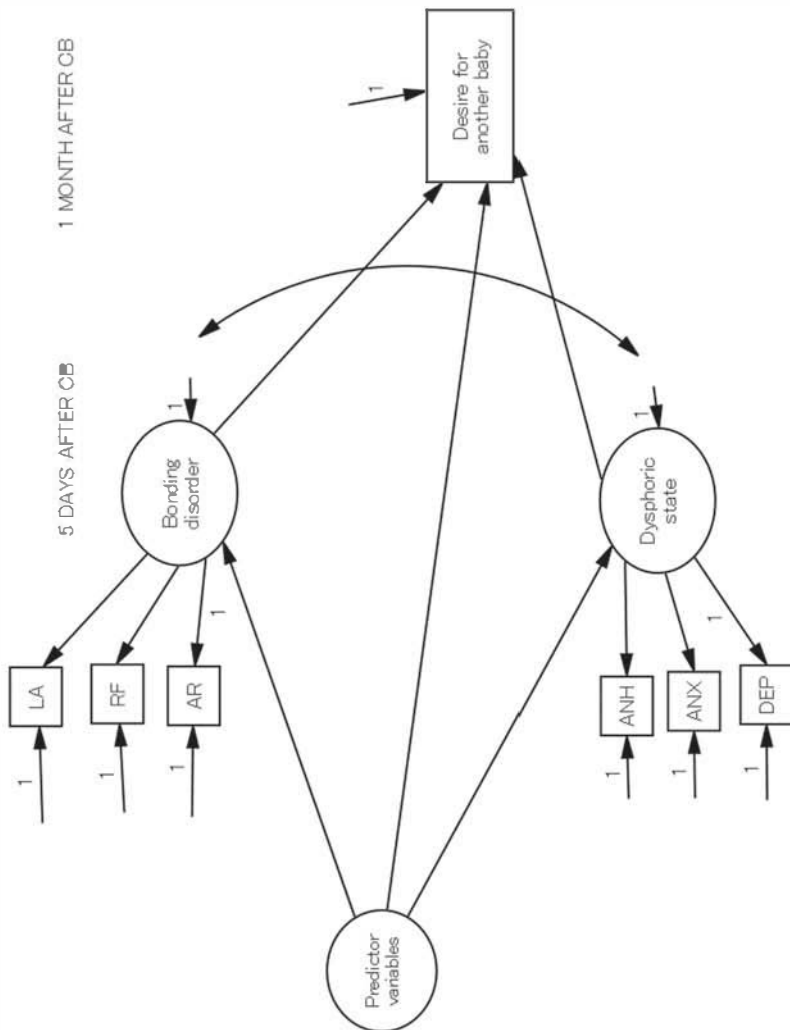 5 DAYS AFTER CB
1 MONTH AFTER CB
LA
RF
AR
1
1
1
1
Bonding
disorder
1
Predictor
variables
Desire for
another baby
1
Dysphoric
state
1
ANH
ANX
DEP
1
1
1
1